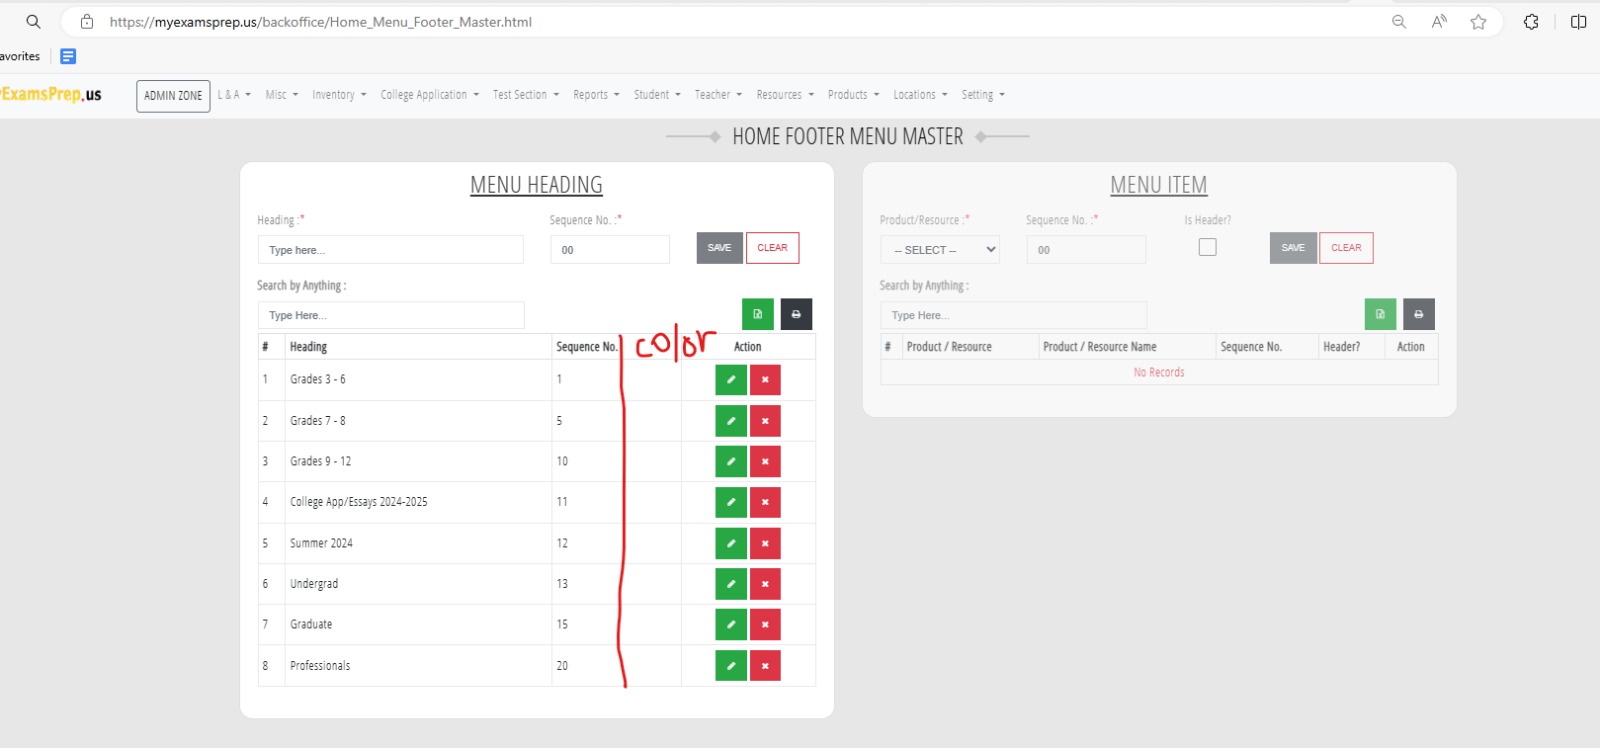 https://myexamsprep.us/backoffice/Home_Menu_Footer_Master.html
avorites
ExamsPrep.us ADMIN ZONE L & A Misc Inventory College Application Test Section Reports Student Teacher Resources Products Locations Setting
HOME FOOTER MENU MASTER
MENU HEADING
Heading :* Sequence No. :*
Type here... 00 SAVE CLEAR
Search by Anything :
Type Here...
# Heading Sequence No. color Action
1 Grades 3 - 6 1
2 Grades 7 - 8 5
3 Grades 9 - 12 10
4 College App/Essays 2024-2025 11
5 Summer 2024 12
6 Undergrad 13
7 Graduate 15
8 Professionals 20
MENU ITEM
Product/Resource :* Sequence No. :* Is Header?
-- SELECT -- 00 SAVE CLEAR
Search by Anything :
Type Here...
# Product / Resource Product / Resource Name Sequence No. Header? Action
No Records